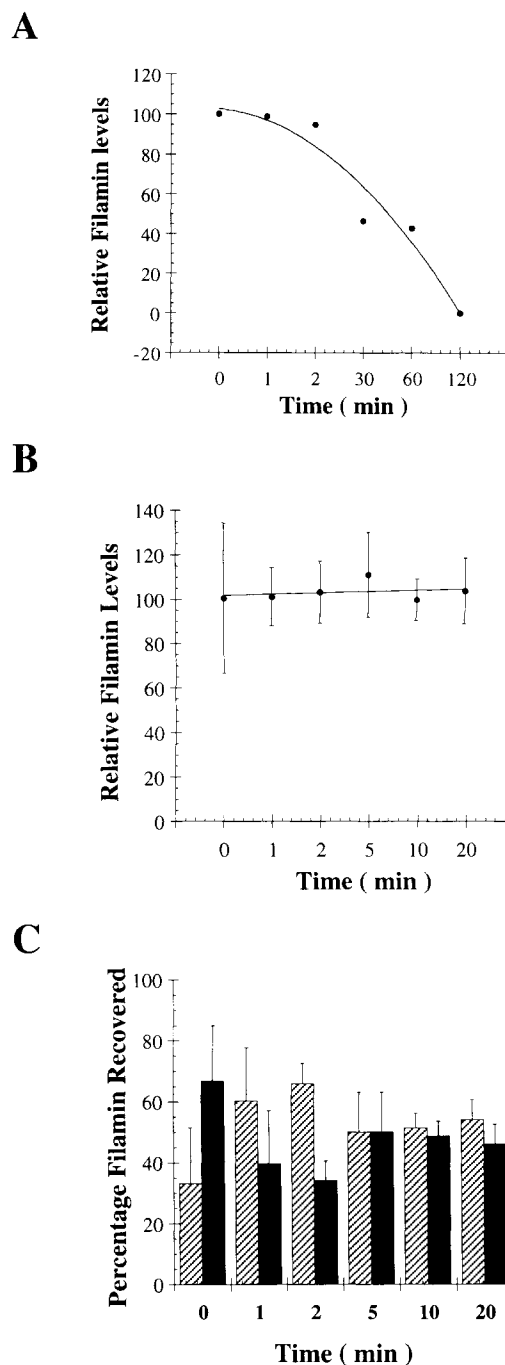 A
Relative Filamin levels
120
100
80
60
40
20
0
-20
0 1 2 30 60 120
Time ( min )
B
Relative Filamin Levels
140
120
100
80
60
40
20
0
0 1 2 5 10 20
Time ( min )
C
Percentage Filamin Recovered
100
80
60
40
20
0
0 1 2 5 10 20
Time ( min )